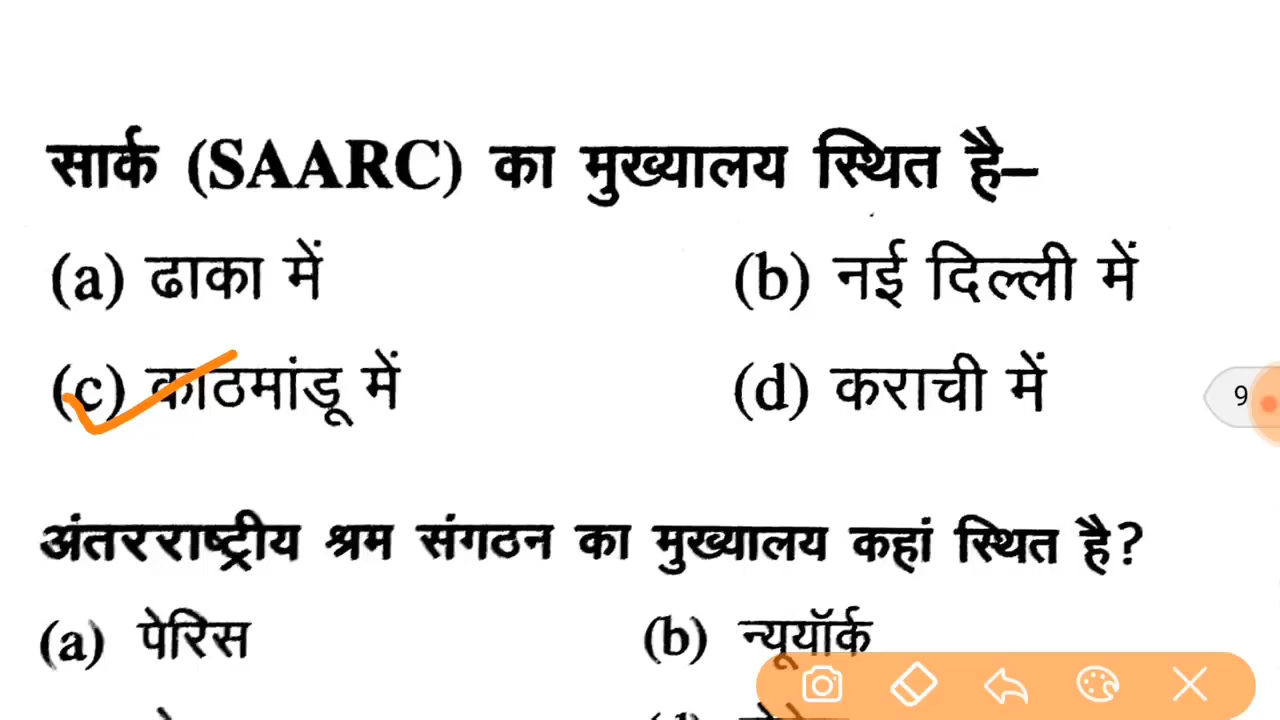 सार्क (SAARC) का मुख्यालय स्थित है–
(a) ढाका में (b) नई दिल्ली में
(c) काठमांडू में (d) कराची में
9
अंतरराष्ट्रीय श्रम संगठन का मुख्यालय कहां स्थित है?
(a) पेरिस (b) न्यूयॉर्क